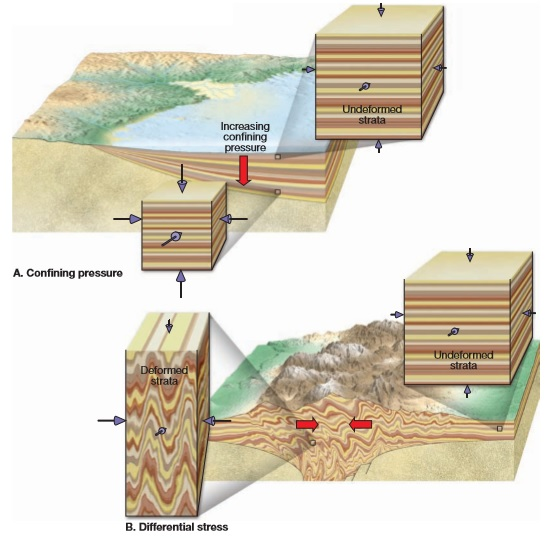 Undeformed
strata
Increasing
confining
pressure
A. Confining pressure
Undeformed
strata
Deformed
strata
B. Differential stress